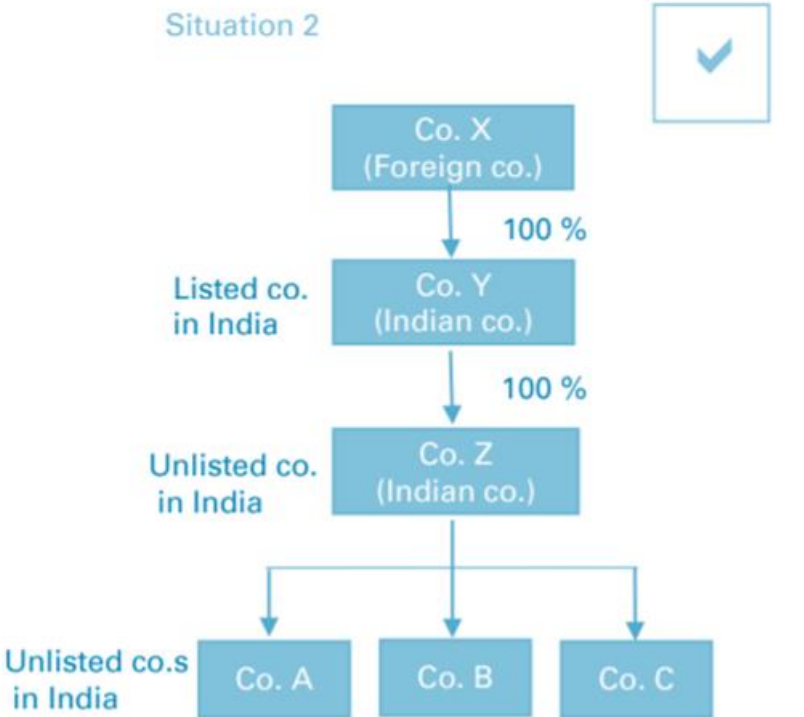 Situation 2
Co. X
(Foreign co.)
100 %
Listed co.
in India
Co. Y
(Indian co.)
100 %
Unlisted co.
in India
Co. Z
(Indian co.)
Unlisted co.s
in India
Co. A
Co. B
Co. C